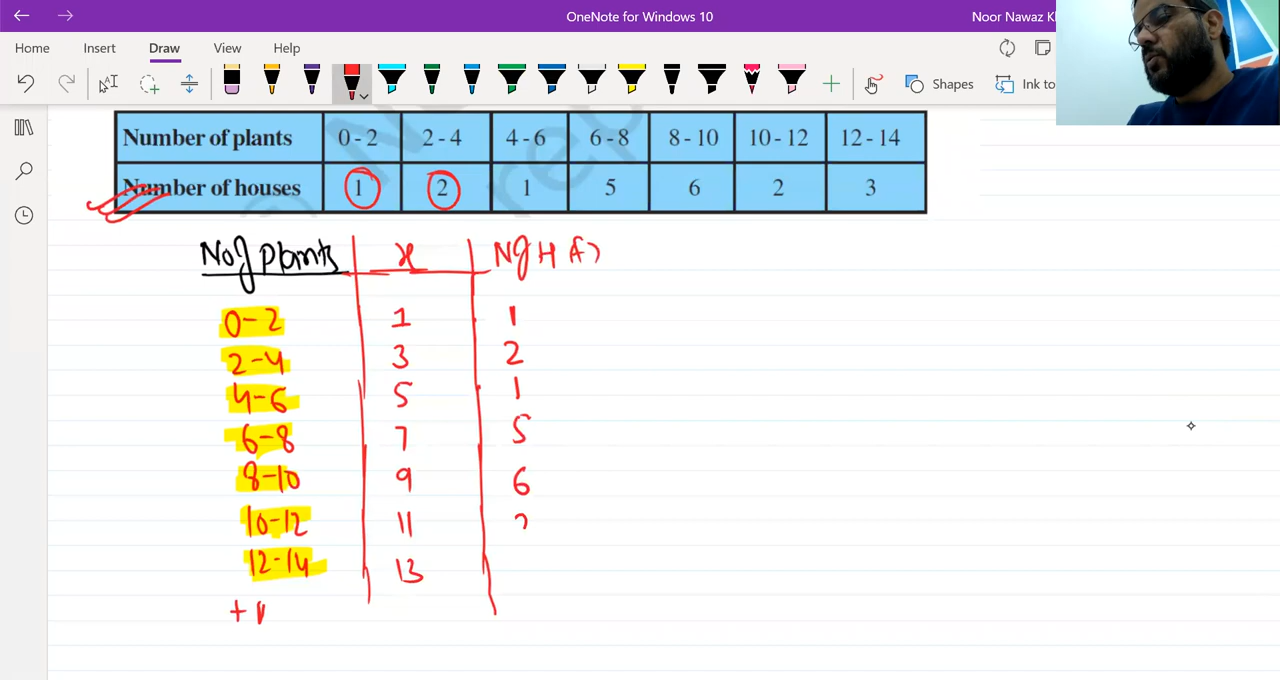 OneNote for Windows 10
Noor Nawaz Kh
Home Insert Draw View Help
Shapes
Ink to
Number of plants 0 - 2 2 - 4 4 - 6 6 - 8 8 - 10 10 - 12 12 - 14
Number of houses 1 2 1 5 6 2 3
No of plants x N of H (f)
0-2 1 1
2-4 3 2
4-6 5 1
6-8 7 5
8-10 9 6
10-12 11
12-14 13